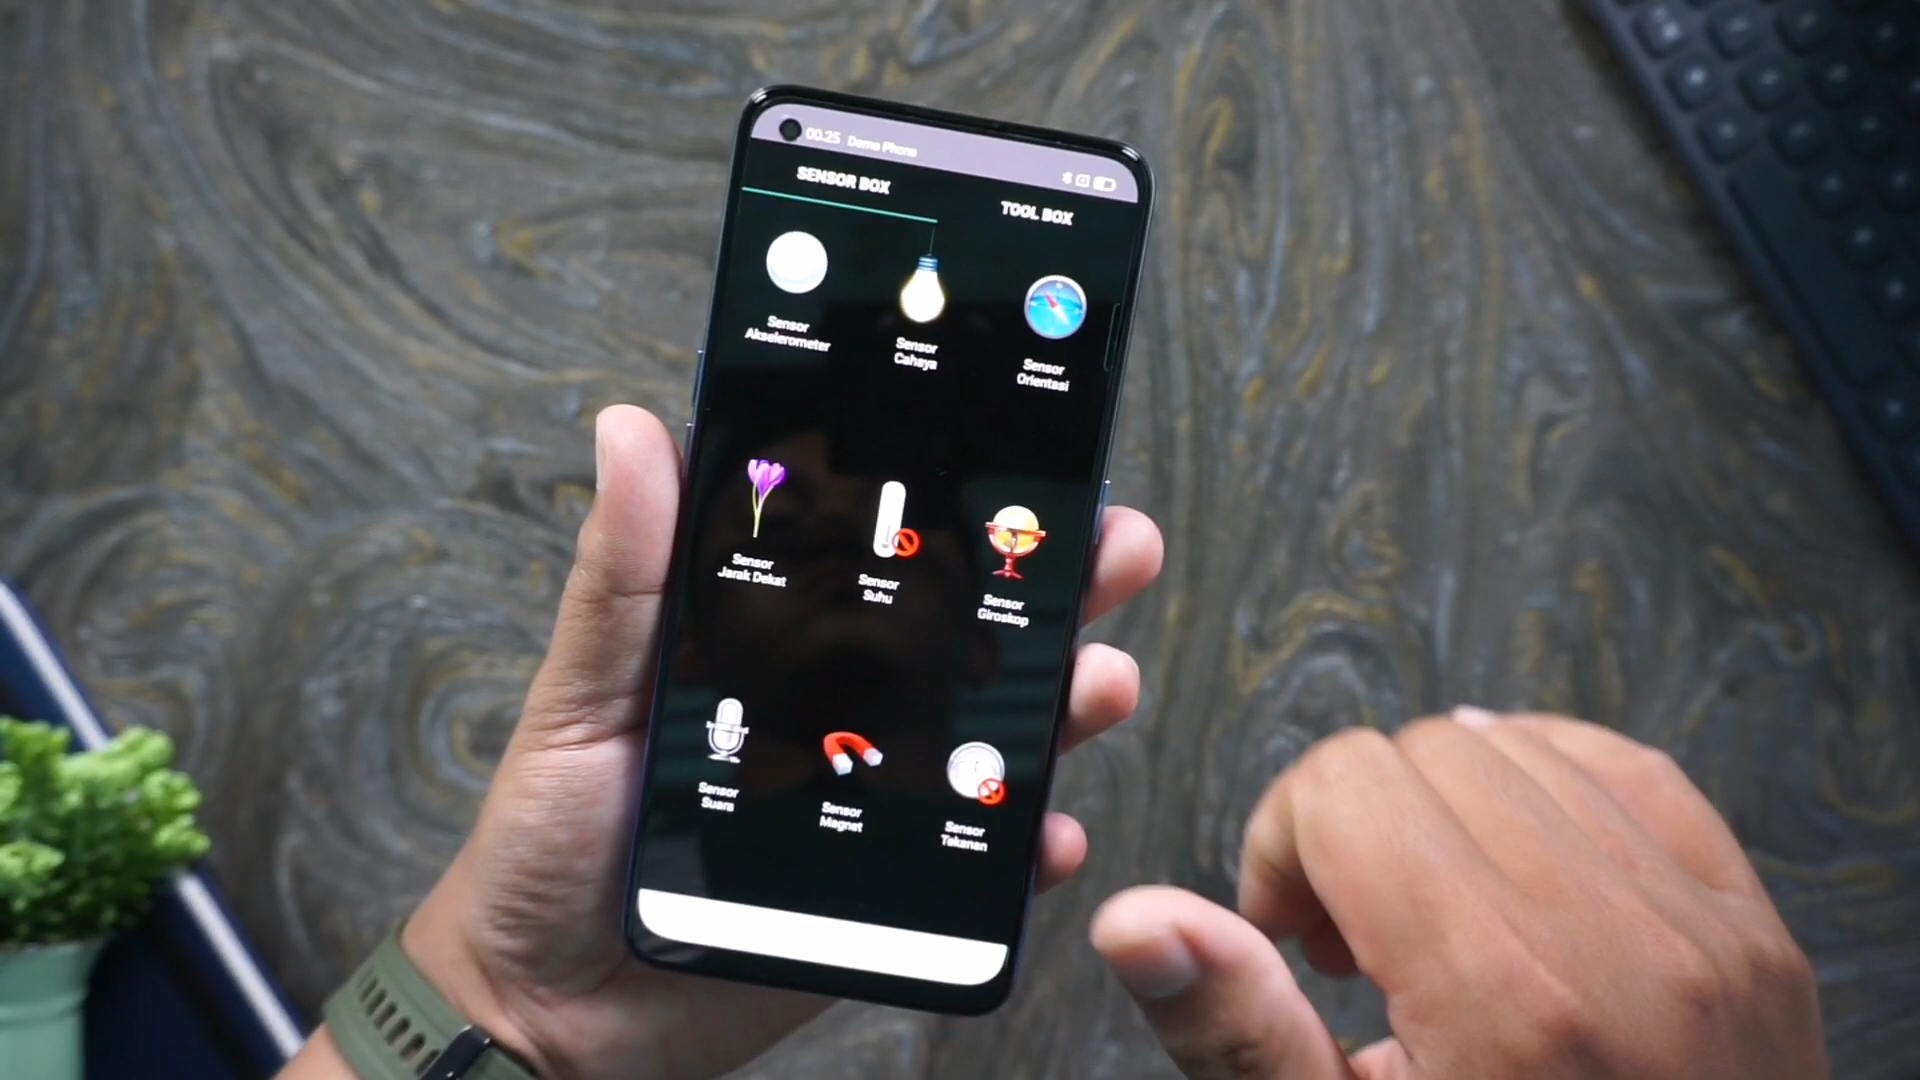 00.25 Demo Phone
SENSOR BOX
TOOL BOX
Sensor
Akselerometer
Sensor
Cahaya
Sensor
Orientasi
Sensor
Jarak Dekat
Sensor
Suhu
Sensor
Giroskop
Sensor
Suara
Sensor
Magnet
Sensor
Tekanan